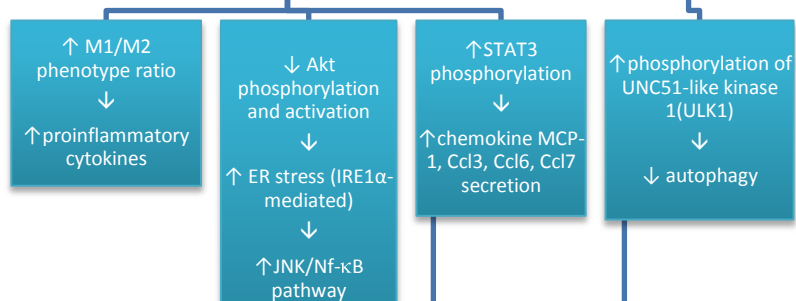 ↑ M1/M2
phenotype ratio
↓
↑proinflammatory
cytokines
↓ Akt
phosphorylation
and activation
↓
↑ ER stress (IRE1α-
mediated)
↓
↑JNK/Nf-κB
pathway
↑STAT3
phosphorylation
↓
↑chemokine MCP-
1, Ccl3, Ccl6, Ccl7
secretion
↑phosphorylation of
UNC51-like kinase
1(ULK1)
↓
↓ autophagy